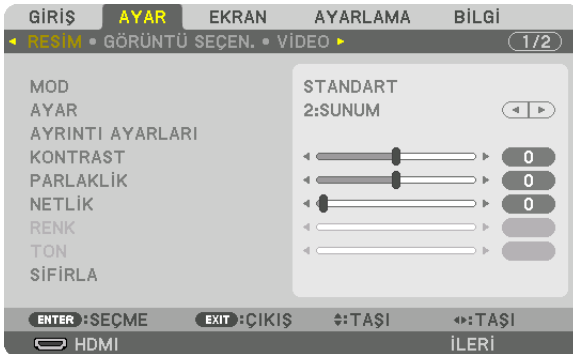 GİRİŞ AYAR EKRAN AYARLAMA BİLGİ
RESİM • GÖRÜNTÜ SEÇEN. • VİDEO 1/2
MOD STANDART
AYAR 2:SUNUM
AYRINTI AYARLARI
KONTRAST 0
PARLAKLİK 0
NETLİK 0
RENK
TON
SİFİRLA
ENTER :SEÇME EXIT :ÇIKIŞ :TAŞI :TAŞI
HDMI İLERİ